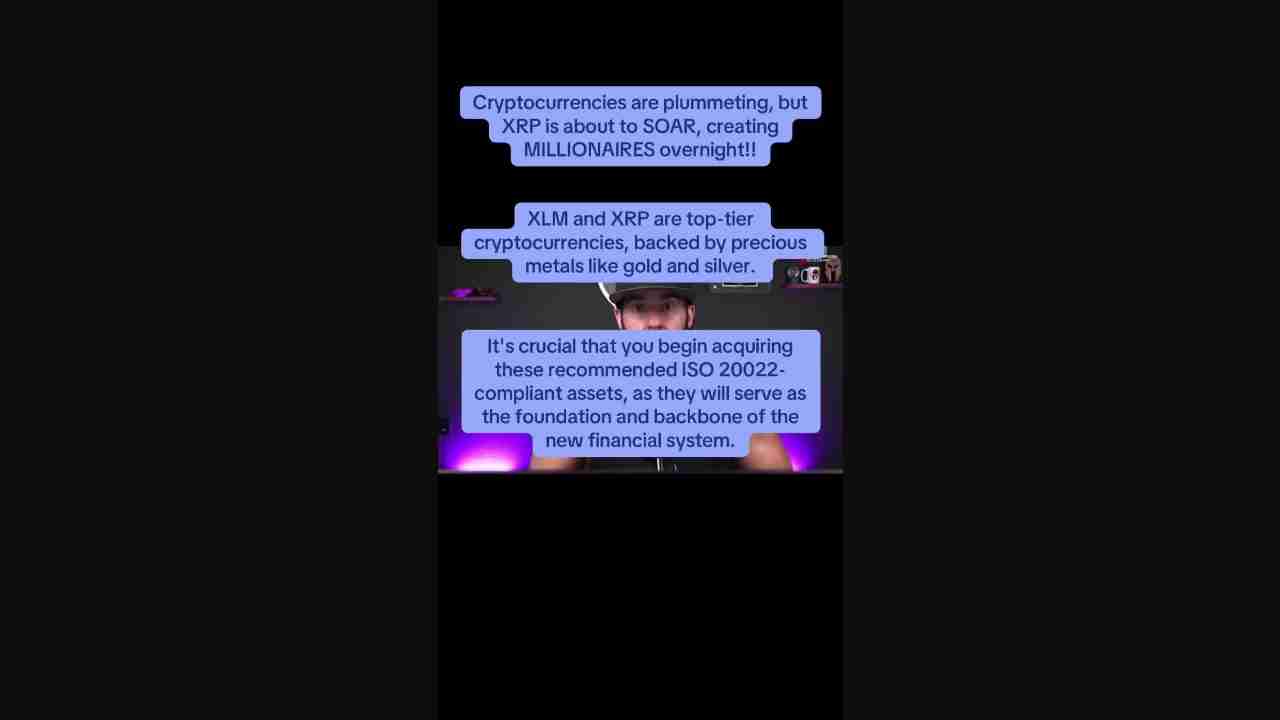 Cryptocurrencies are plummeting, but
XRP is about to SOAR, creating
MILLIONAIRES overnight!!
XLM and XRP are top-tier
cryptocurrencies, backed by precious
metals like gold and silver.
It's crucial that you begin acquiring
these recommended ISO 20022-
compliant assets, as they will serve as
the foundation and backbone of the
new financial system.